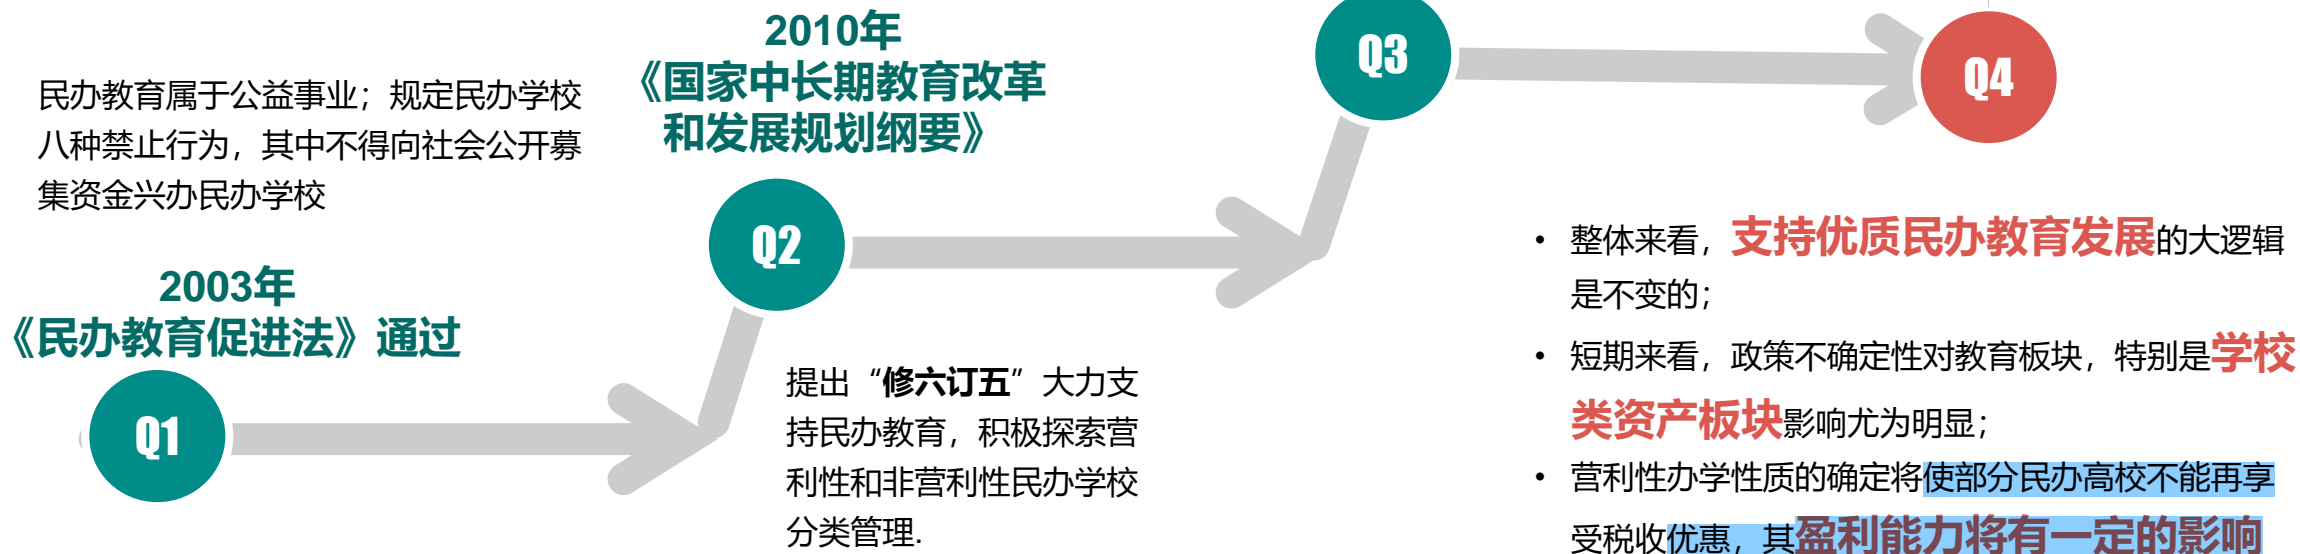 民办教育属于公益事业；规定民办学校
八种禁止行为，其中不得向社会公开募
集资金兴办民办学校
2003年
《民办教育促进法》通过
Q1
2010年
《国家中长期教育改革
和发展规划纲要》
Q2
提出“修六订五”大力支
持民办教育，积极探索营
利性和非营利性民办学校
分类管理.
Q3
Q4
• 整体来看，支持优质民办教育发展的大逻辑
是不变的；
• 短期来看，政策不确定性对教育板块，特别是学校
类资产板块影响尤为明显；
• 营利性办学性质的确定将使部分民办高校不能再享
受税收优惠，其盈利能力将有一定的影响